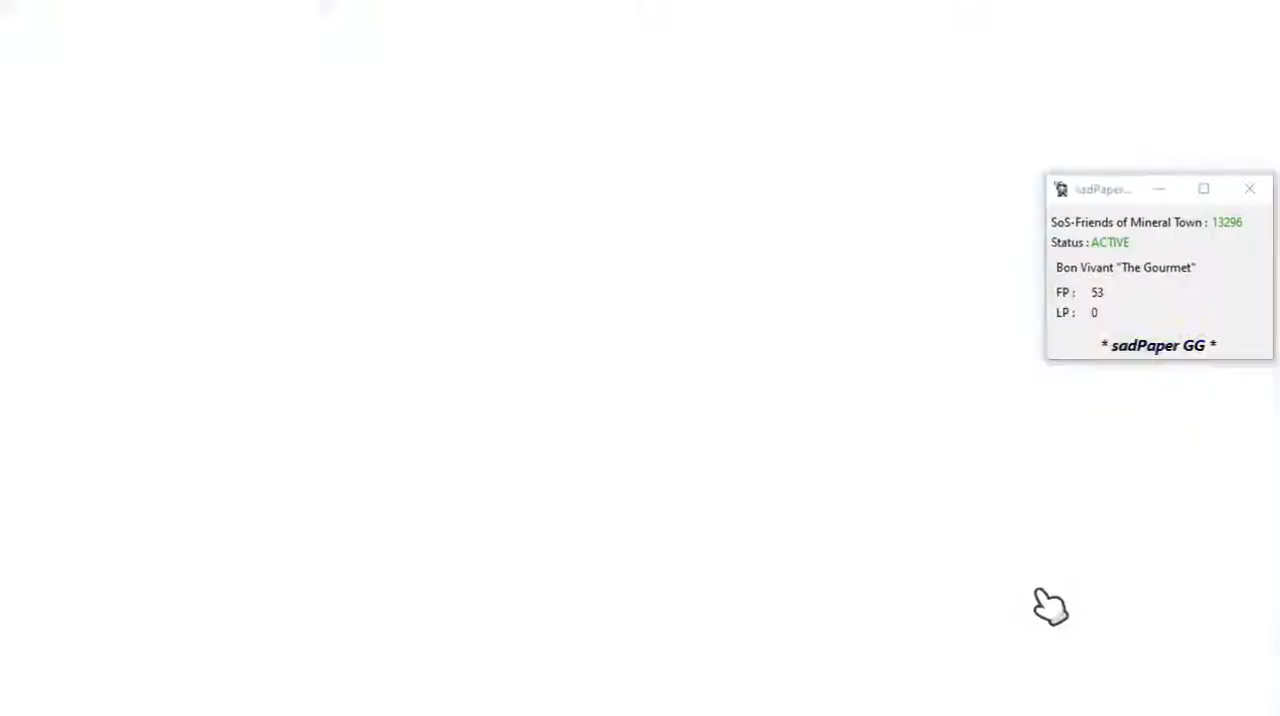 sadPaper...
SoS-Friends of Mineral Town : 13296
Status : ACTIVE
Bon Vivant "The Gourmet"
FP : 53
LP : 0
* sadPaper GG *